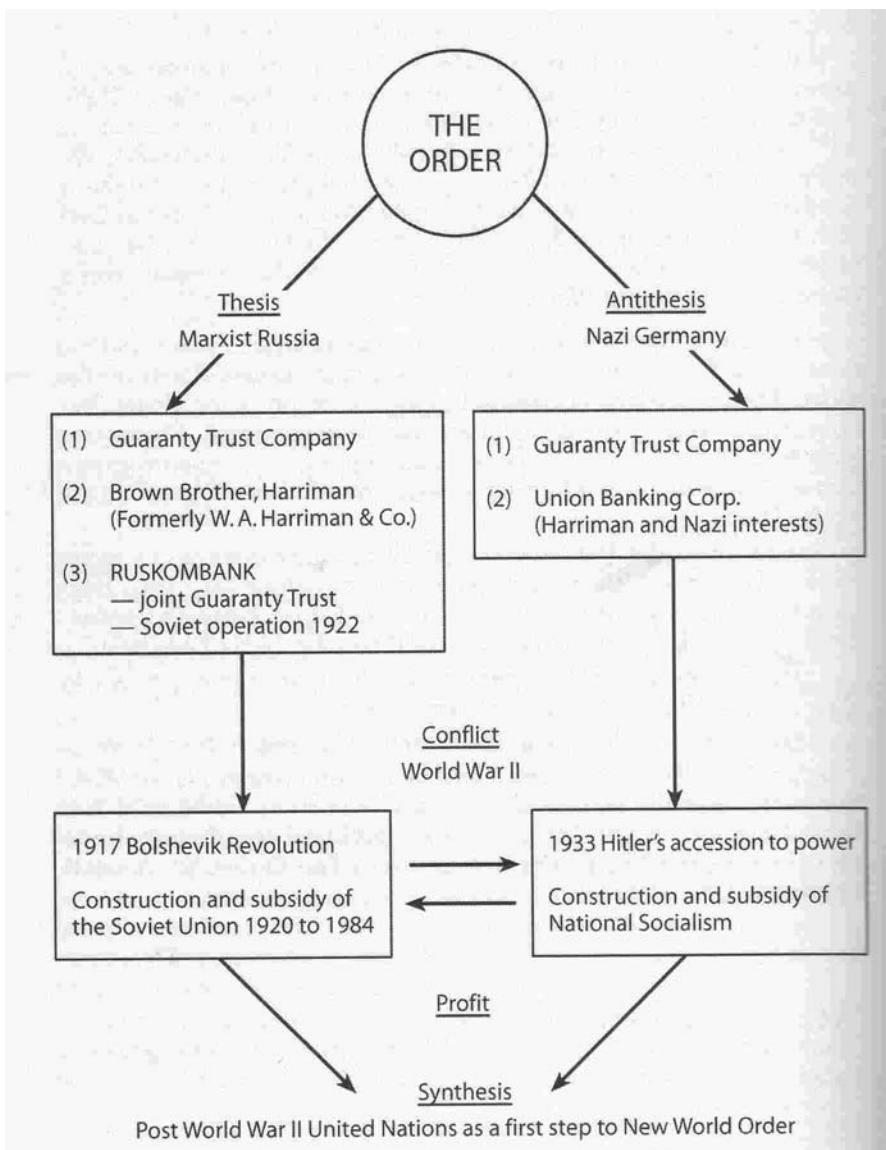 THE
ORDER
Thesis
Marxist Russia
Antithesis
Nazi Germany
(1) Guaranty Trust Company
(2) Brown Brother, Harriman
(Formerly W. A. Harriman & Co.)
(3) RUSKOMBANK
— joint Guaranty Trust
— Soviet operation 1922
(1) Guaranty Trust Company
(2) Union Banking Corp.
(Harriman and Nazi interests)
Conflict
World War II
1917 Bolshevik Revolution
Construction and subsidy of
the Soviet Union 1920 to 1984
1933 Hitler's accession to power
Construction and subsidy of
National Socialism
Profit
Synthesis
Post World War II United Nations as a first step to New World Order